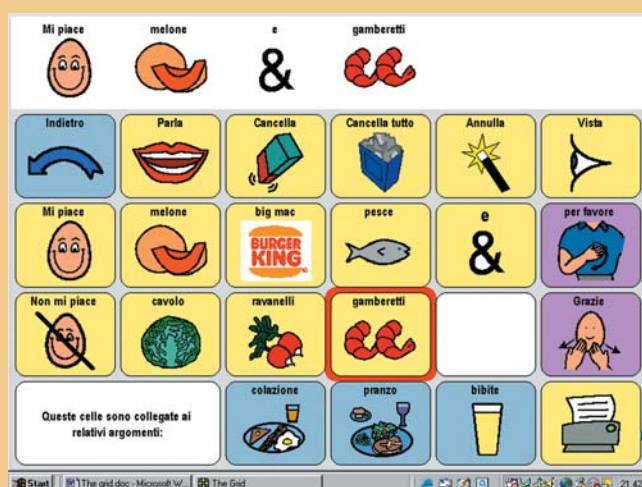 Mi piace melone e gamberetti
&
Indietro Parla Cancella Cancella tutto Annulla Vista
Mi piace melone big mac pesce e per favore
BURGER KING &
Non mi piace cavolo ravanelli gamberetti Grazie
Queste celle sono collegate ai
relativi argomenti:
colazione pranzo bibite
Start The grid.doc - Microsoft W... The Grid 21.4